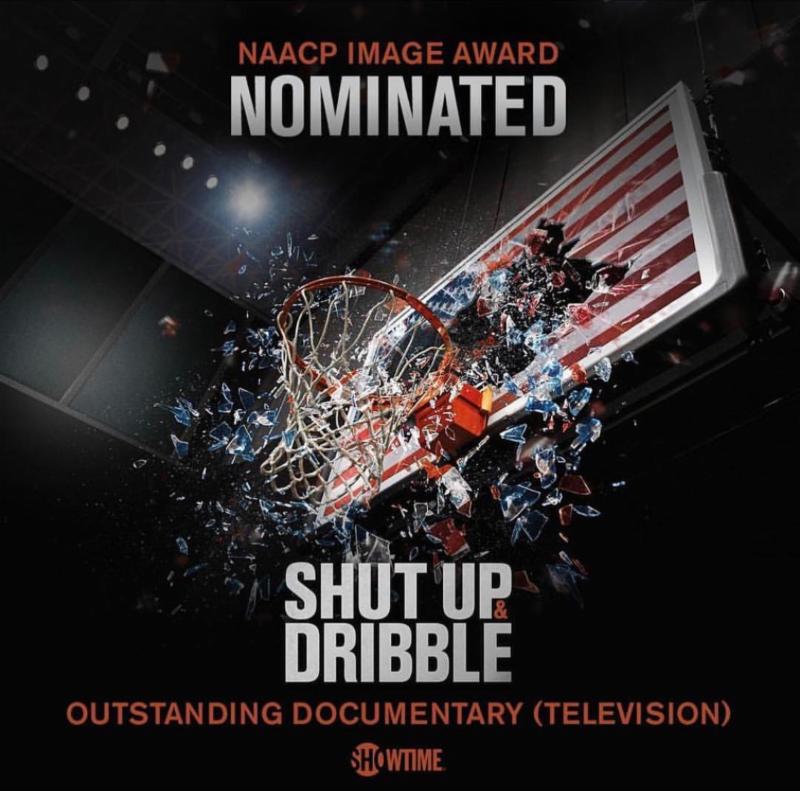 NAACP IMAGE AWARD
NOMINATED
SHUT UP &
DRIBBLE
OUTSTANDING DOCUMENTARY (TELEVISION)
SHOWTIME